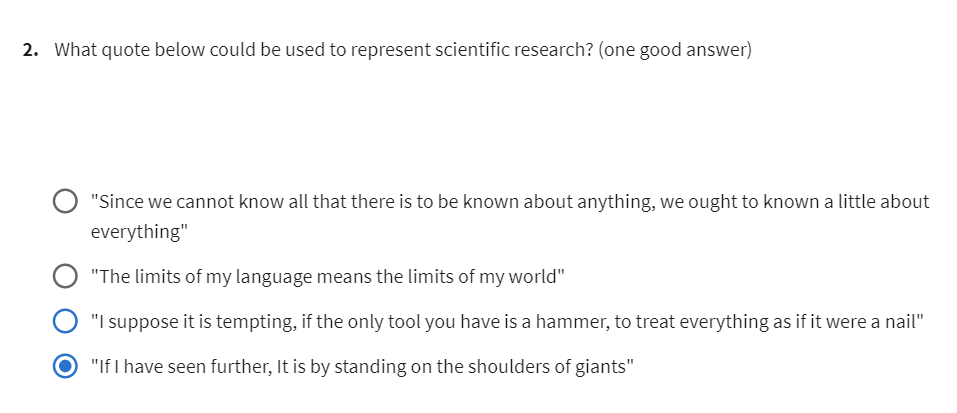 2. What quote below could be used to represent scientific research? (one good answer)
"Since we cannot know all that there is to be known about anything, we ought to known a little about
everything"
"The limits of my language means the limits of my world"
"I suppose it is tempting, if the only tool you have is a hammer, to treat everything as if it were a nail"
"If I have seen further, It is by standing on the shoulders of giants"